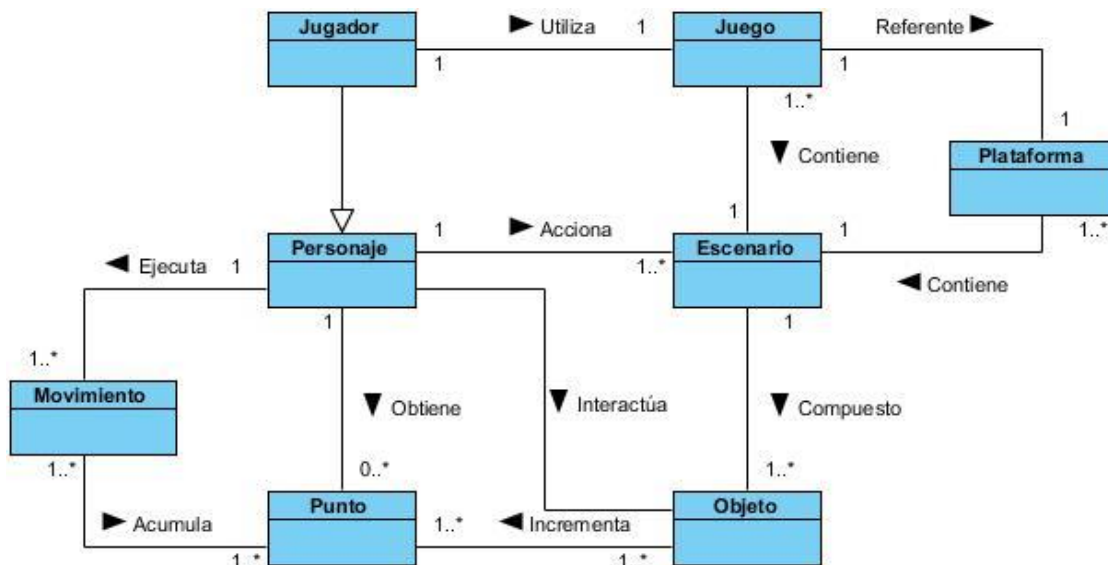 Jugador
Utiliza
1
1
Juego
Referente
1
1..*
1
Plataforma
1..*
Contiene
1
Personaje
1
Acciona
1..*
Escenario
1
Contiene
1
Ejecuta
1
1
1..*
Movimiento
1..*
Obtiene
Interactúa
Compuesto
0..*
1..*
Acumula
1..*
Punto
1..*
Incrementa
1..*
Objeto